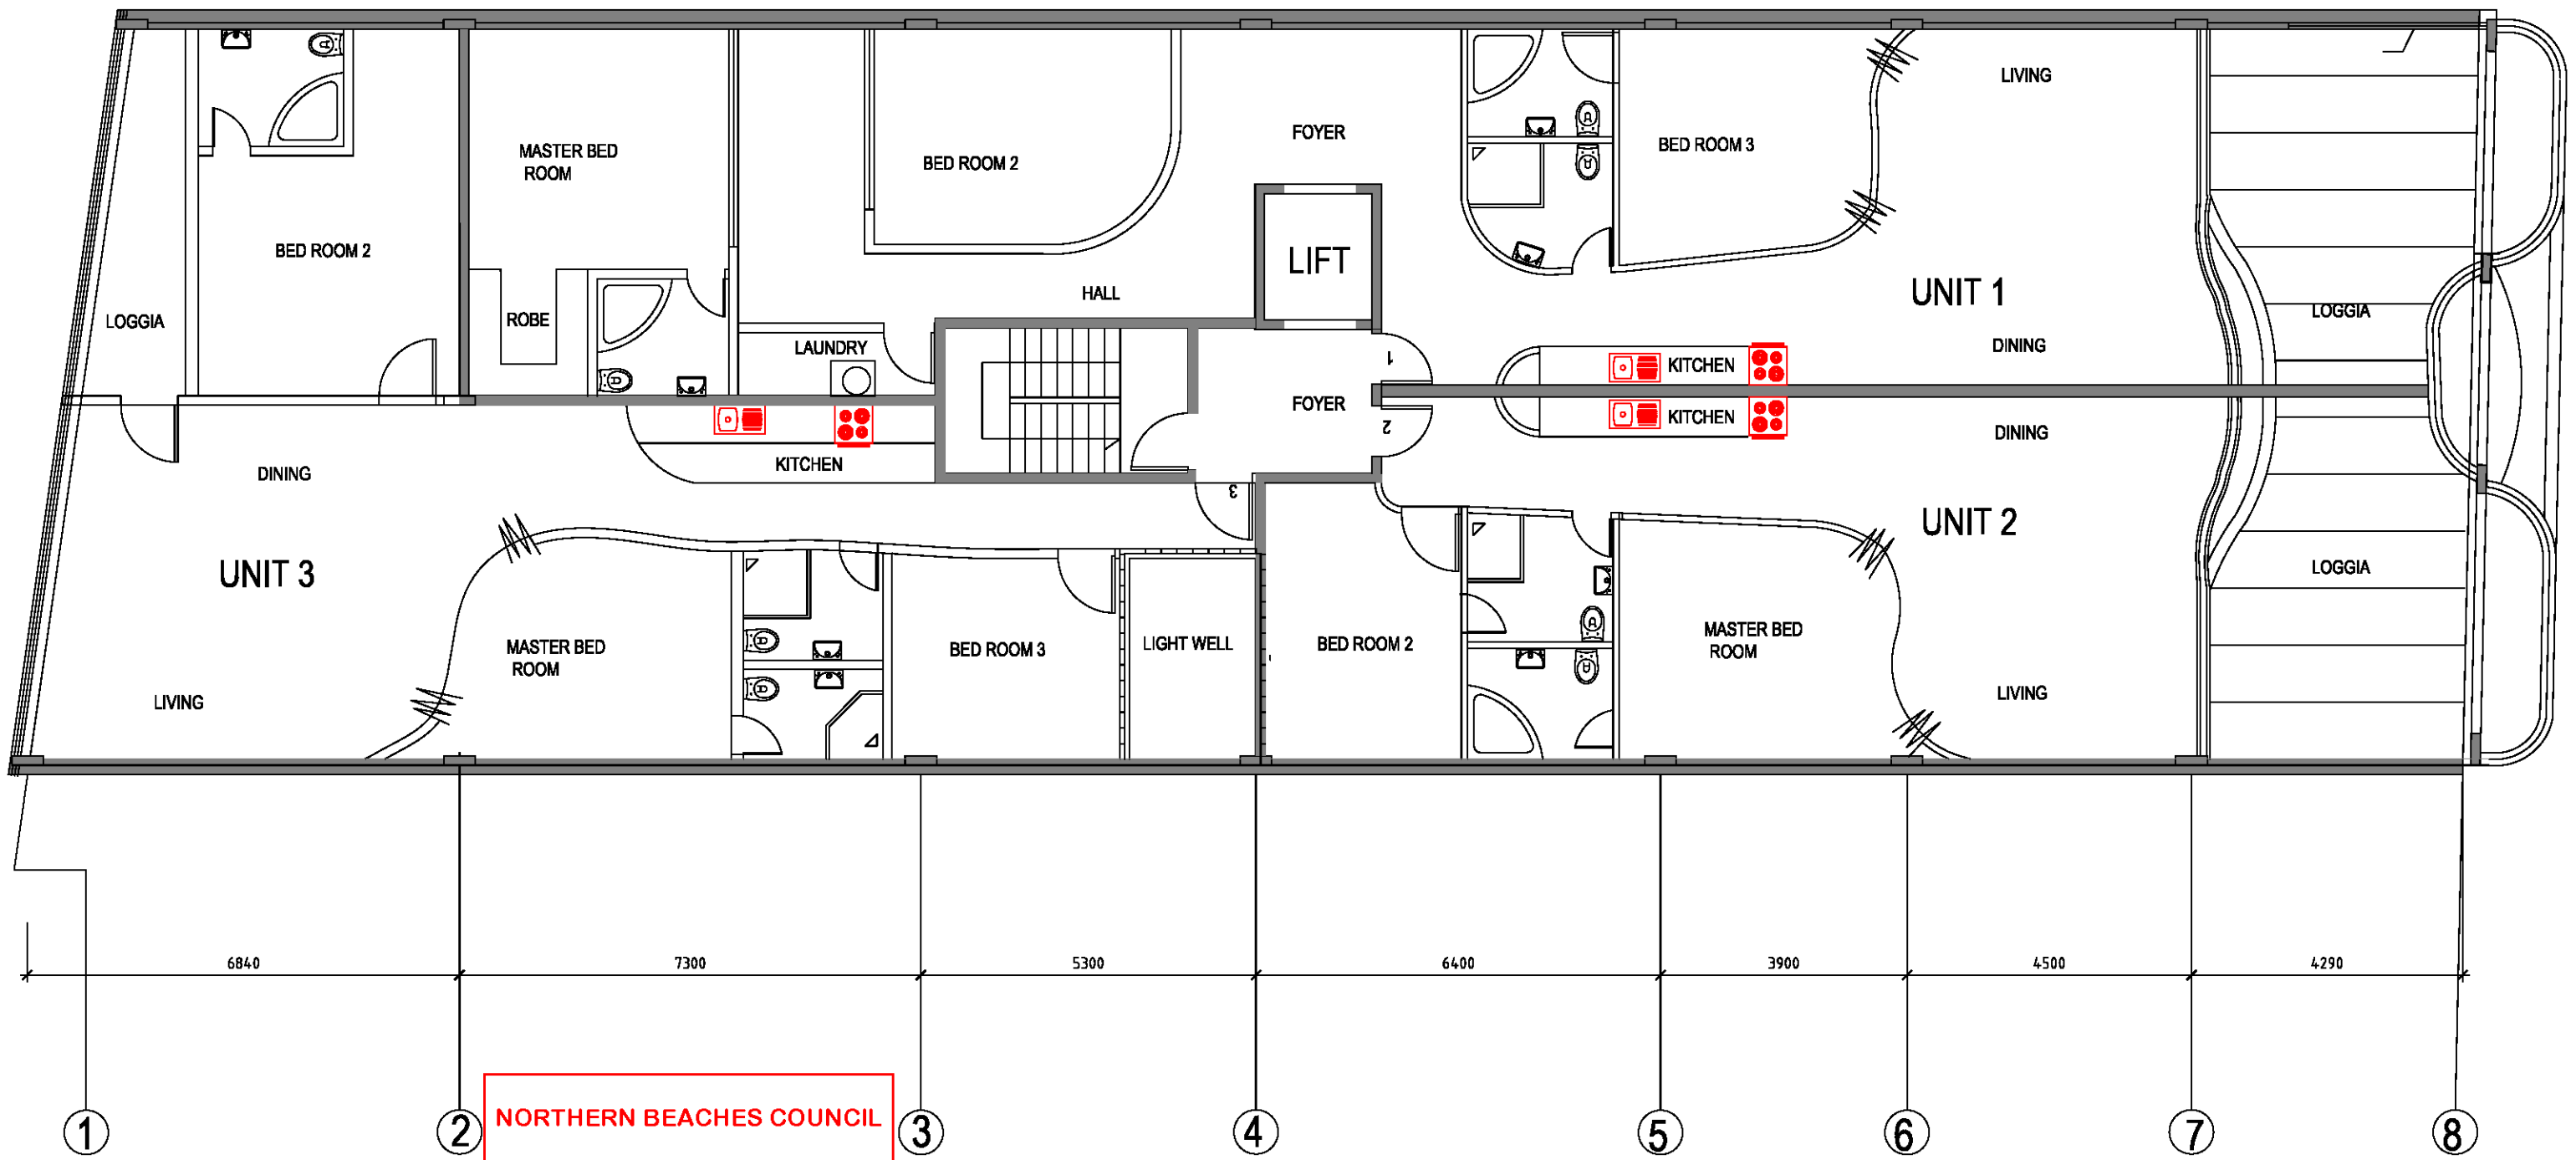 LIVING
FOYER
BED ROOM 3
MASTER BED
ROOM
BED ROOM 2
BED ROOM 2
LIFT
UNIT 1
HALL
LOGGIA
ROBE
LOGGIA
LAUNDRY
DINING
1
KITCHEN
FOYER
KITCHEN
2
DINING
DINING
KITCHEN
3
UNIT 2
UNIT 3
LOGGIA
MASTER BED
ROOM
BED ROOM 3
LIGHT WELL
BED ROOM 2
MASTER BED
ROOM
LIVING
LIVING
6840
7300
5300
6400
3900
4500
4290
1
2
NORTHERN BEACHES COUNCIL
3
4
5
6
7
8